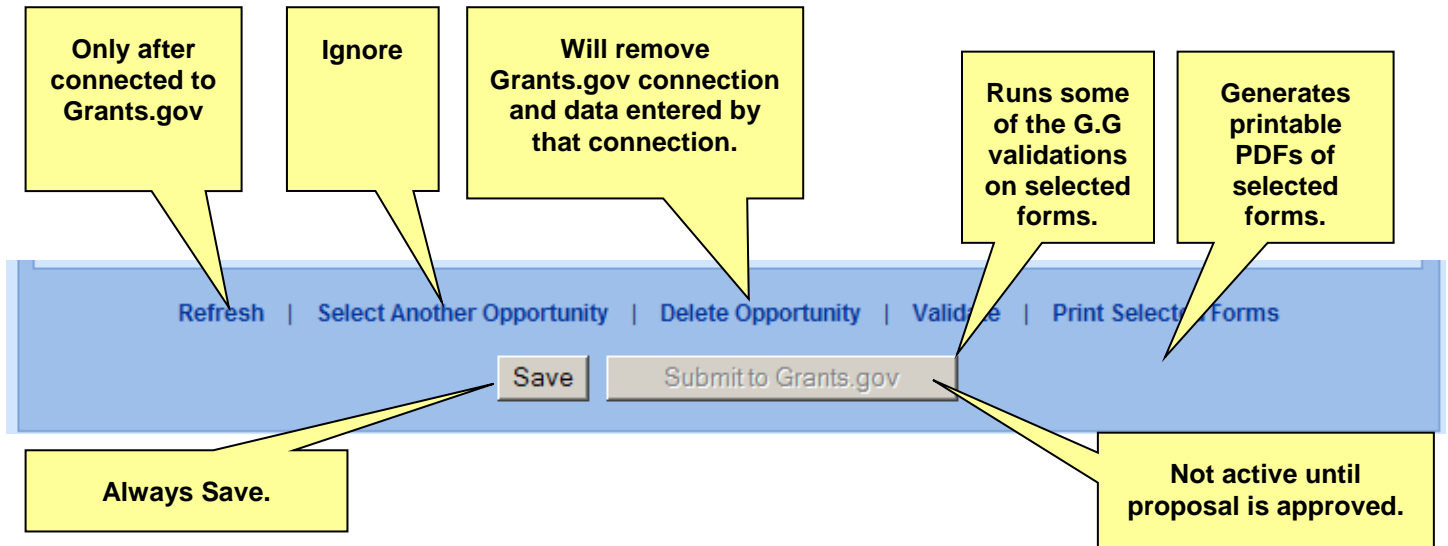 Only after
connected to
Grants.gov
Ignore
Will remove
Grants.gov connection
and data entered by
that connection.
Runs some
of the G.G
validations
on selected
forms.
Generates
printable
PDFs of
selected
forms.
Refresh | Select Another Opportunity | Delete Opportunity | Validate | Print Selected Forms
Save Submit to Grants.gov
Always Save.
Not active until
proposal is approved.